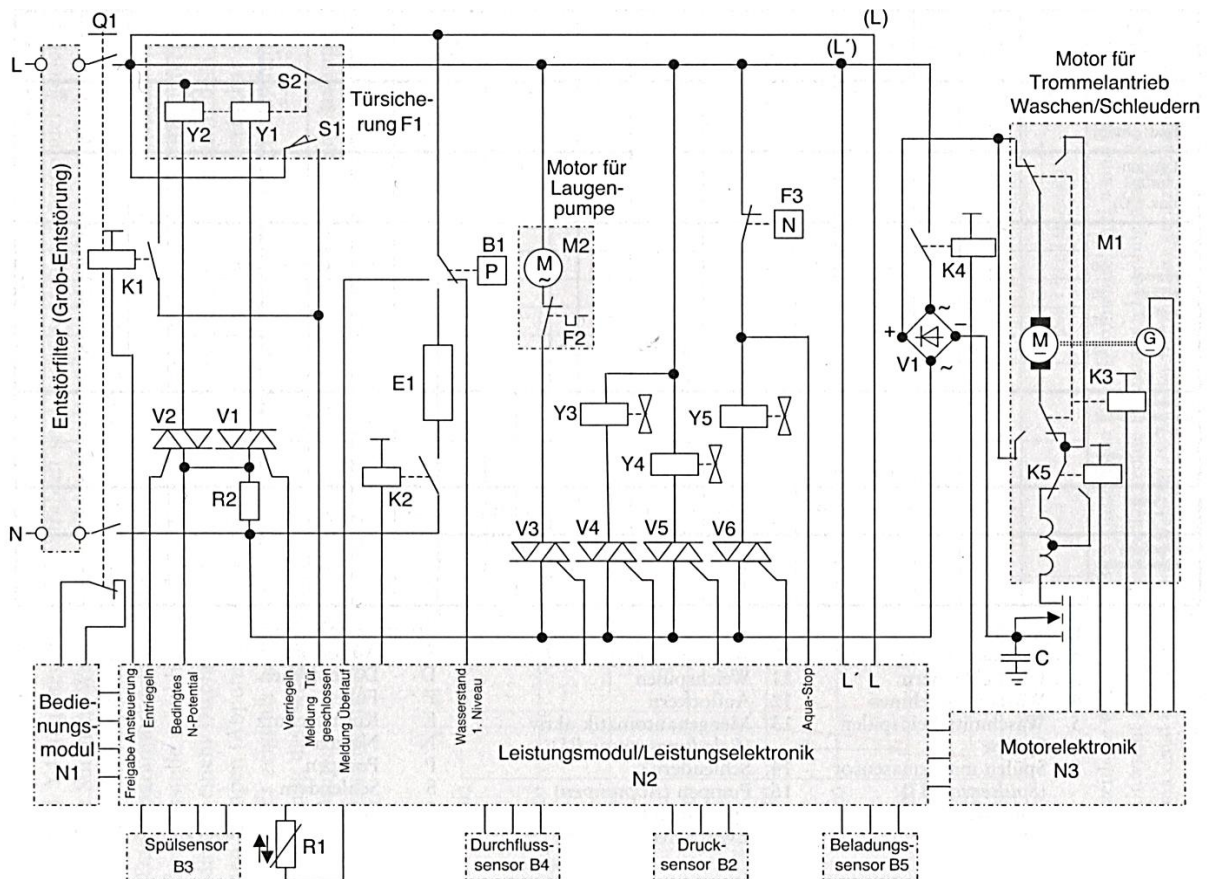 Q1
(L)
(L´)
L
S2
Türsiche-
rung F1
Y2
Y1
S1
Motor für
Trommelantrieb
Waschen/Schleudern
Motor für
Laugen-
pumpe
Entstörfilter (Grob-Entstörung)
K1
B1
P
M2
M
~
F2
F3
N
K4
M1
E1
+
~
−
V1
~
M
G
K3
V2
V1
Y3
Y5
Y4
K5
R2
K2
N
V3
V4
V5
V6
C
Bedie-
nungs-
modul
N1
Freigabe Ansteuerung
Entriegeln
Bedingtes
N-Potential
Verriegeln
Meldung Tür
geschlossen
Meldung Überlauf
Wasserstand
1. Niveau
Aqua-Stop
L´
L
Leistungsmodul/Leistungselektronik
N2
Motorelektronik
N3
Spülsensor
B3
R1
Durchfluss-
sensor B4
Druck-
sensor B2
Beladungs-
sensor B5